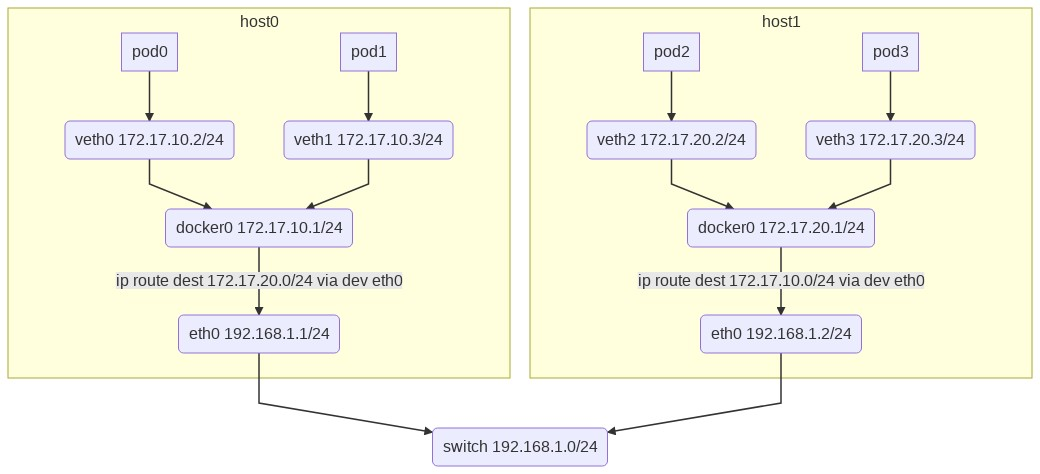 host0
pod0
pod1
veth0 172.17.10.2/24
veth1 172.17.10.3/24
docker0 172.17.10.1/24
ip route dest 172.17.20.0/24 via dev eth0
eth0 192.168.1.1/24
host1
pod2
pod3
veth2 172.17.20.2/24
veth3 172.17.20.3/24
docker0 172.17.20.1/24
ip route dest 172.17.10.0/24 via dev eth0
eth0 192.168.1.2/24
switch 192.168.1.0/24